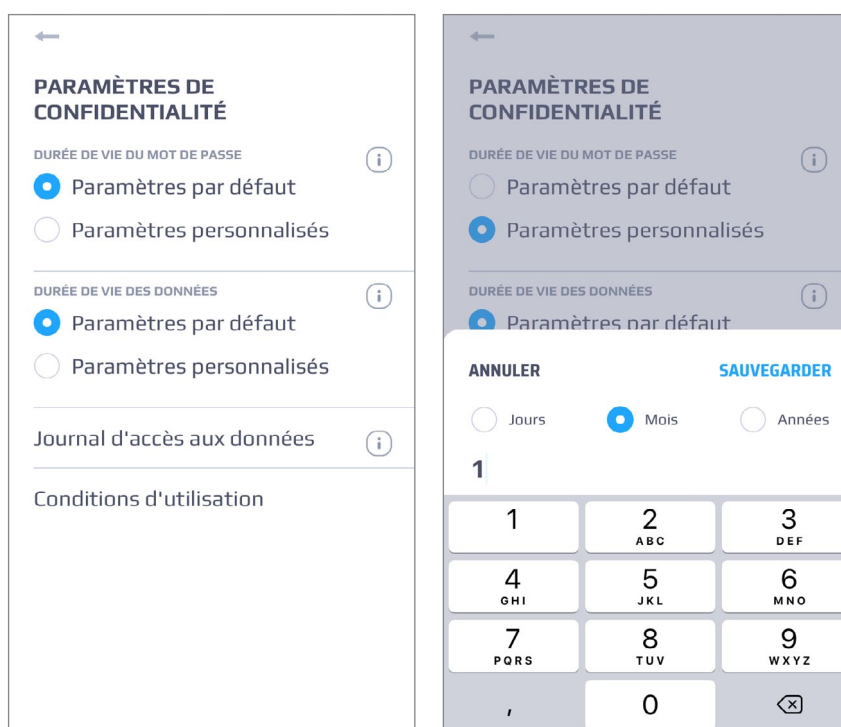 PARAMÈTRES DE
CONFIDENTIALITÉ
DURÉE DE VIE DU MOT DE PASSE
Paramètres par défaut
Paramètres personnalisés
DURÉE DE VIE DES DONNÉES
Paramètres par défaut
Paramètres personnalisés
Journal d'accès aux données
Conditions d'utilisation
PARAMÈTRES DE
CONFIDENTIALITÉ
DURÉE DE VIE DU MOT DE PASSE
Paramètres par défaut
Paramètres personnalisés
DURÉE DE VIE DES DONNÉES
Paramètres par défaut
ANNULER SAUVEGARDER
Jours Mois Années
1
1 2 3
ABC DEF
4 5 6
GHI JKL MNO
7 8 9
PQRS TUV WXYZ
, 0